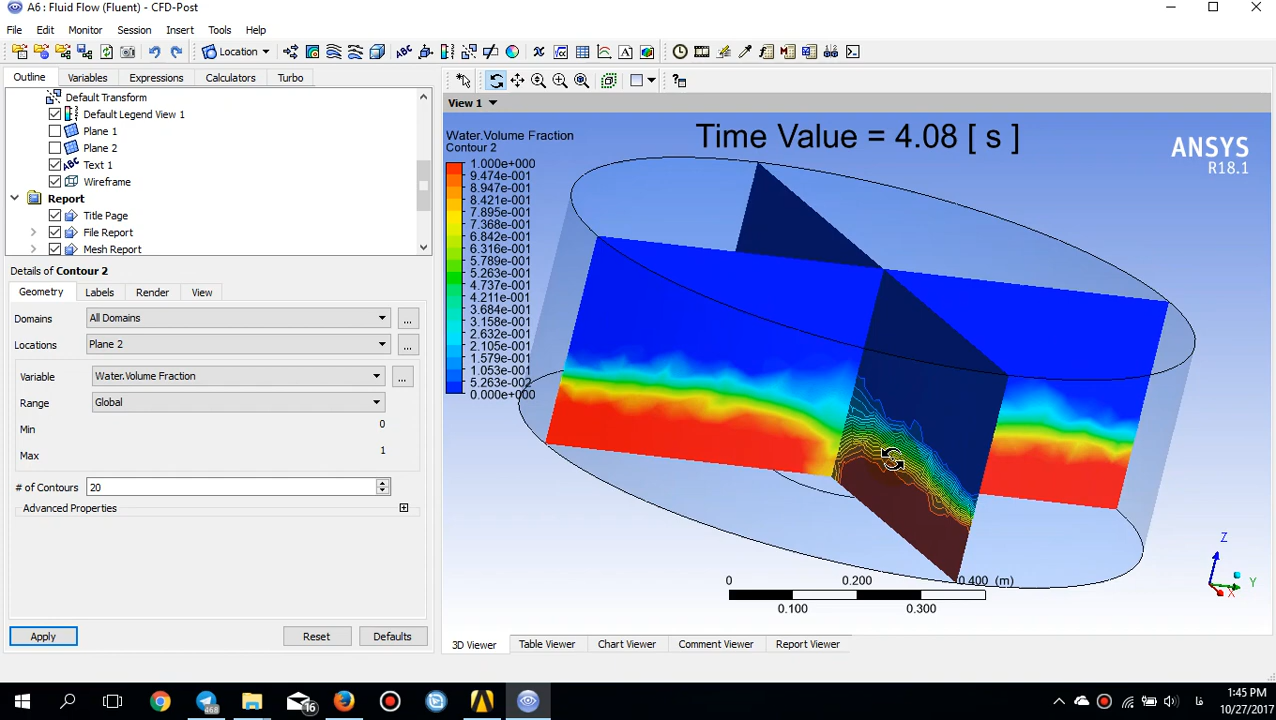 A6 : Fluid Flow (Fluent) - CFD-Post
File Edit Monitor Session Insert Tools Help
Location
Outline Variables Expressions Calculators Turbo
Default Transform
Default Legend View 1
Plane 1
Plane 2
Text 1
Wireframe
Report
Title Page
File Report
Mesh Report
Details of Contour 2
Geometry Labels Render View
Domains All Domains ...
Locations Plane 2 ...
Variable Water.Volume Fraction ...
Range Global
Min 0
Max 1
# of Contours 20
Advanced Properties
Apply Reset Defaults
View 1
Time Value = 4.08 [ s ]
ANSYS
R18.1
Water.Volume Fraction
Contour 2
1.000e+000
9.474e-001
8.947e-001
8.421e-001
7.895e-001
7.368e-001
6.842e-001
6.316e-001
5.789e-001
5.263e-001
4.737e-001
4.211e-001
3.684e-001
3.158e-001
2.632e-001
2.105e-001
1.579e-001
1.053e-001
5.263e-002
0.000e+000
0 0.200 0.400 (m)
0.100 0.300
Z
Y
X
3D Viewer Table Viewer Chart Viewer Comment Viewer Report Viewer
468
16
فا
1:45 PM
10/27/2017